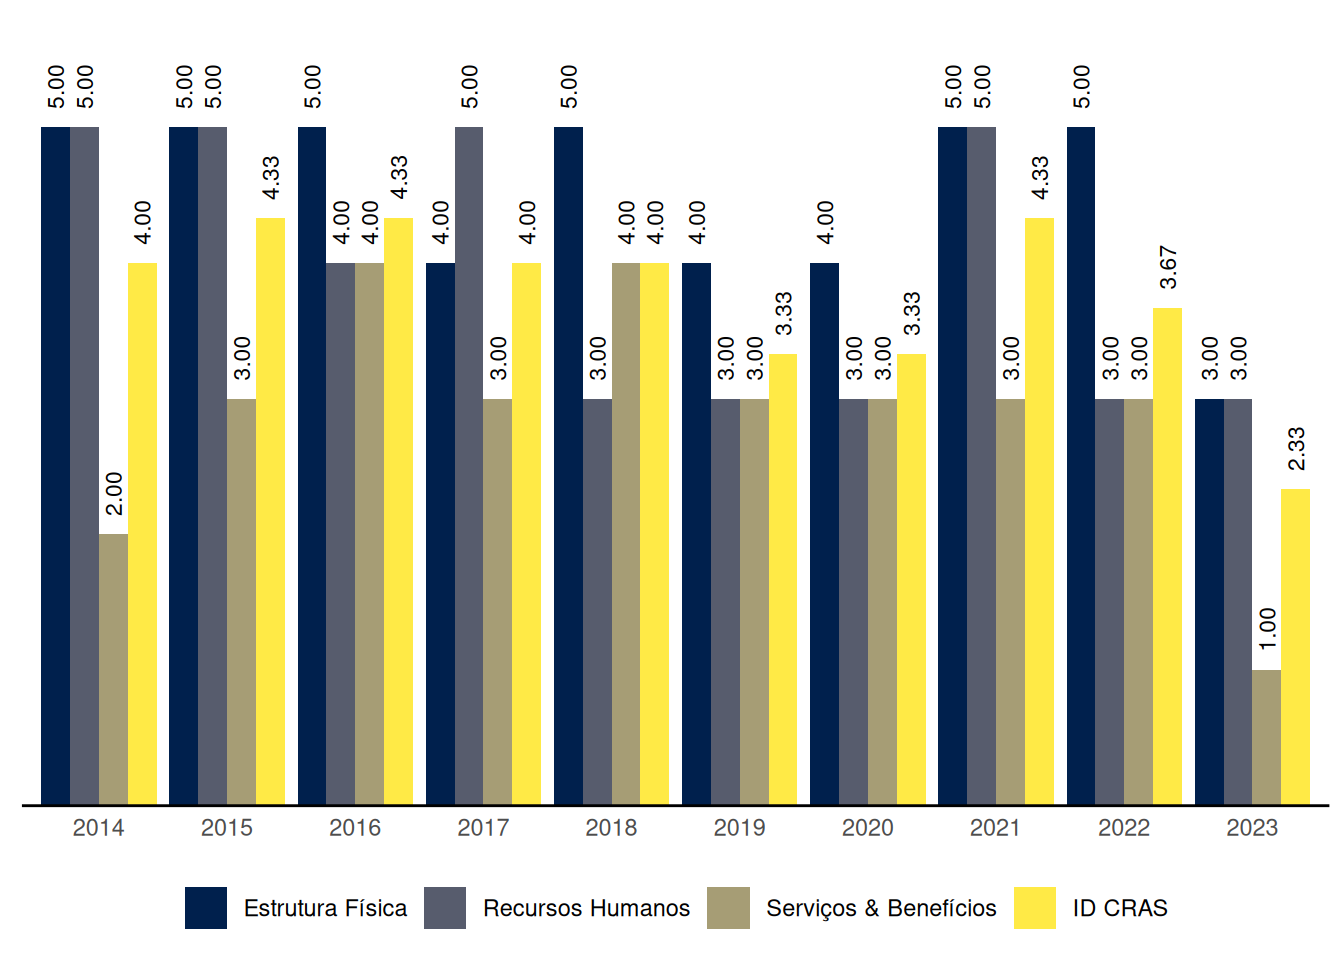 5.00 5.00 2.00 4.00
5.00 5.00 3.00 4.33
5.00 4.00 4.00 4.33
4.00 5.00 3.00 4.00
5.00 3.00 4.00 4.00
4.00 3.00 3.00 3.33
4.00 3.00 3.00 3.33
5.00 5.00 3.00 4.33
5.00 3.00 3.00 3.67
3.00 3.00 1.00 2.33
2014 2015 2016 2017 2018 2019 2020 2021 2022 2023
Estrutura Física Recursos Humanos Serviços & Benefícios ID CRAS